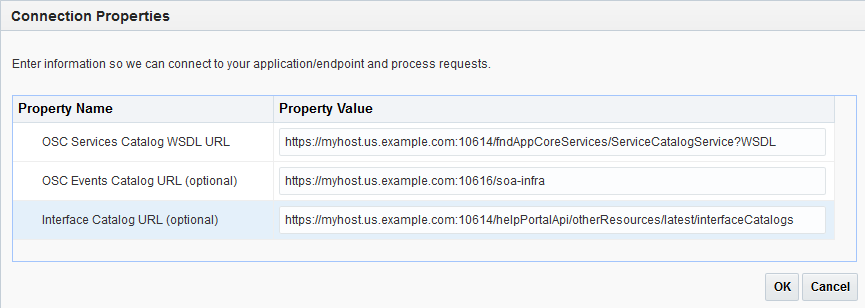 Connection Properties
Enter information so we can connect to your application/endpoint and process requests.
Property Name Property Value
OSC Services Catalog WSDL URL https://myhost.us.example.com:10614/fndAppCoreServices/ServiceCatalogService?WSDL
OSC Events Catalog URL (optional) https://myhost.us.example.com:10616/soa-infra
Interface Catalog URL (optional) https://myhost.us.example.com:10614/helpPortalApi/otherResources/latest/interfaceCatalogs
OK Cancel